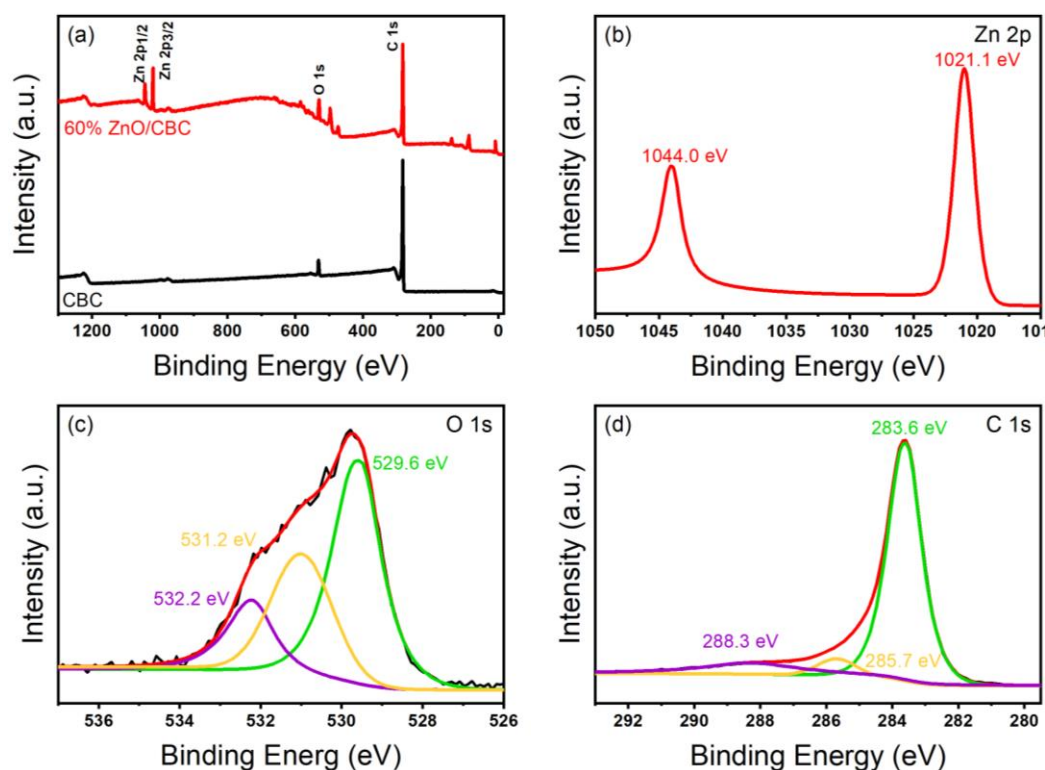 (a)
Zn 2p1/2
Zn 2p3/2
O 1s
C 1s
60% ZnO/CBC
CBC
Intensity (a.u.)
1200 1000 800 600 400 200 0
Binding Energy (eV)
(b)
Zn 2p
1021.1 eV
1044.0 eV
Intensity (a.u.)
1050 1045 1040 1035 1030 1025 1020 101
Binding Energy (eV)
(c)
O 1s
529.6 eV
531.2 eV
532.2 eV
Intensity (a.u.)
536 534 532 530 528 526
Binding Energ (eV)
(d)
C 1s
283.6 eV
288.3 eV
285.7 eV
Intensity (a.u.)
292 290 288 286 284 282 280
Binding Energy (eV)